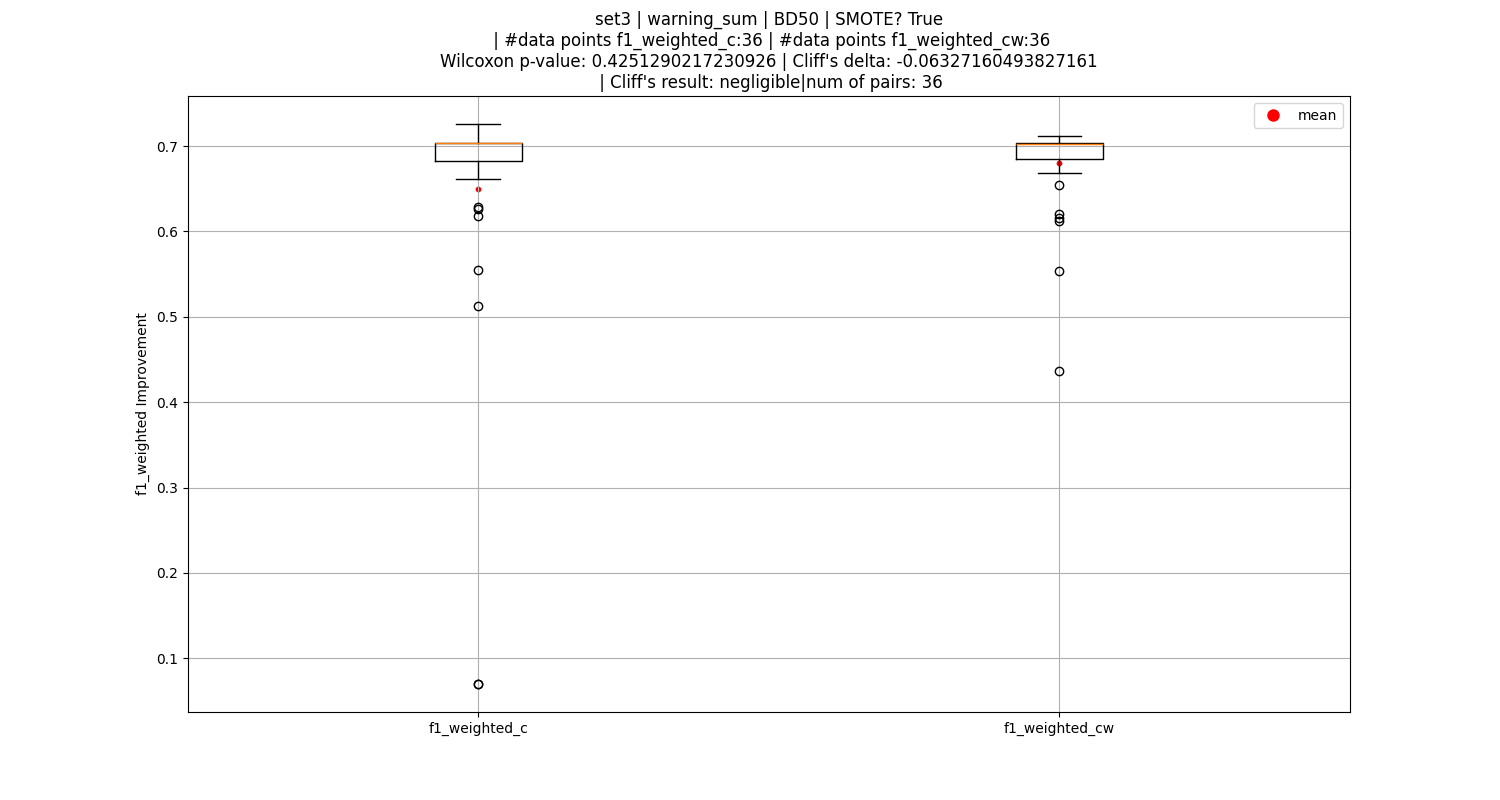 set3 | warning_sum | BD50 | SMOTE? True
| #data points f1_weighted_c:36 | #data points f1_weighted_cw:36
Wilcoxon p-value: 0.4251290217230926 | Cliff's delta: -0.06327160493827161
| Cliff's result: negligible|num of pairs: 36
mean
0.7
0.6
0.5
0.4
0.3
0.2
0.1
f1_weighted Improvement
f1_weighted_c
f1_weighted_cw